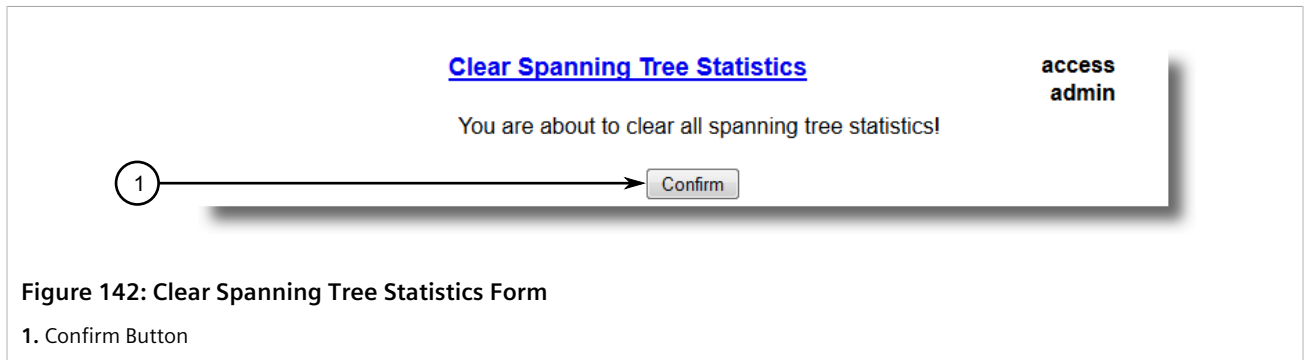 Clear Spanning Tree Statistics
access
admin
You are about to clear all spanning tree statistics!
1
Confirm
Figure 142: Clear Spanning Tree Statistics Form
1. Confirm Button